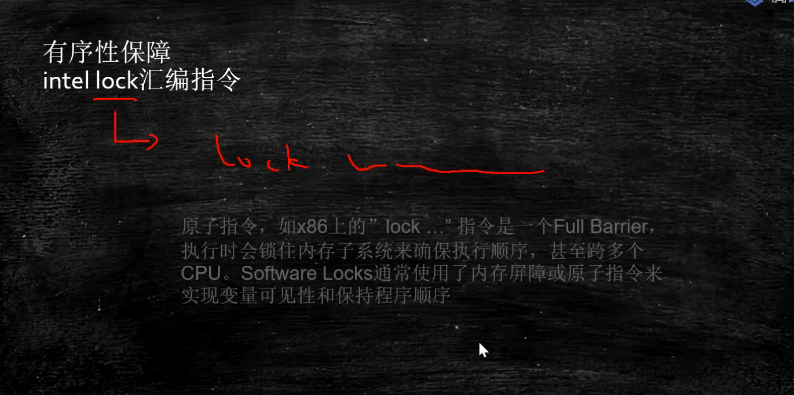 有序性保障
intel lock汇编指令
lock
原子指令，如x86上的”lock …” 指令是一个Full Barrier，
执行时会锁住内存子系统来确保执行顺序，甚至跨多个
CPU。Software Locks通常使用了内存屏障或原子指令来
实现变量可见性和保持程序顺序